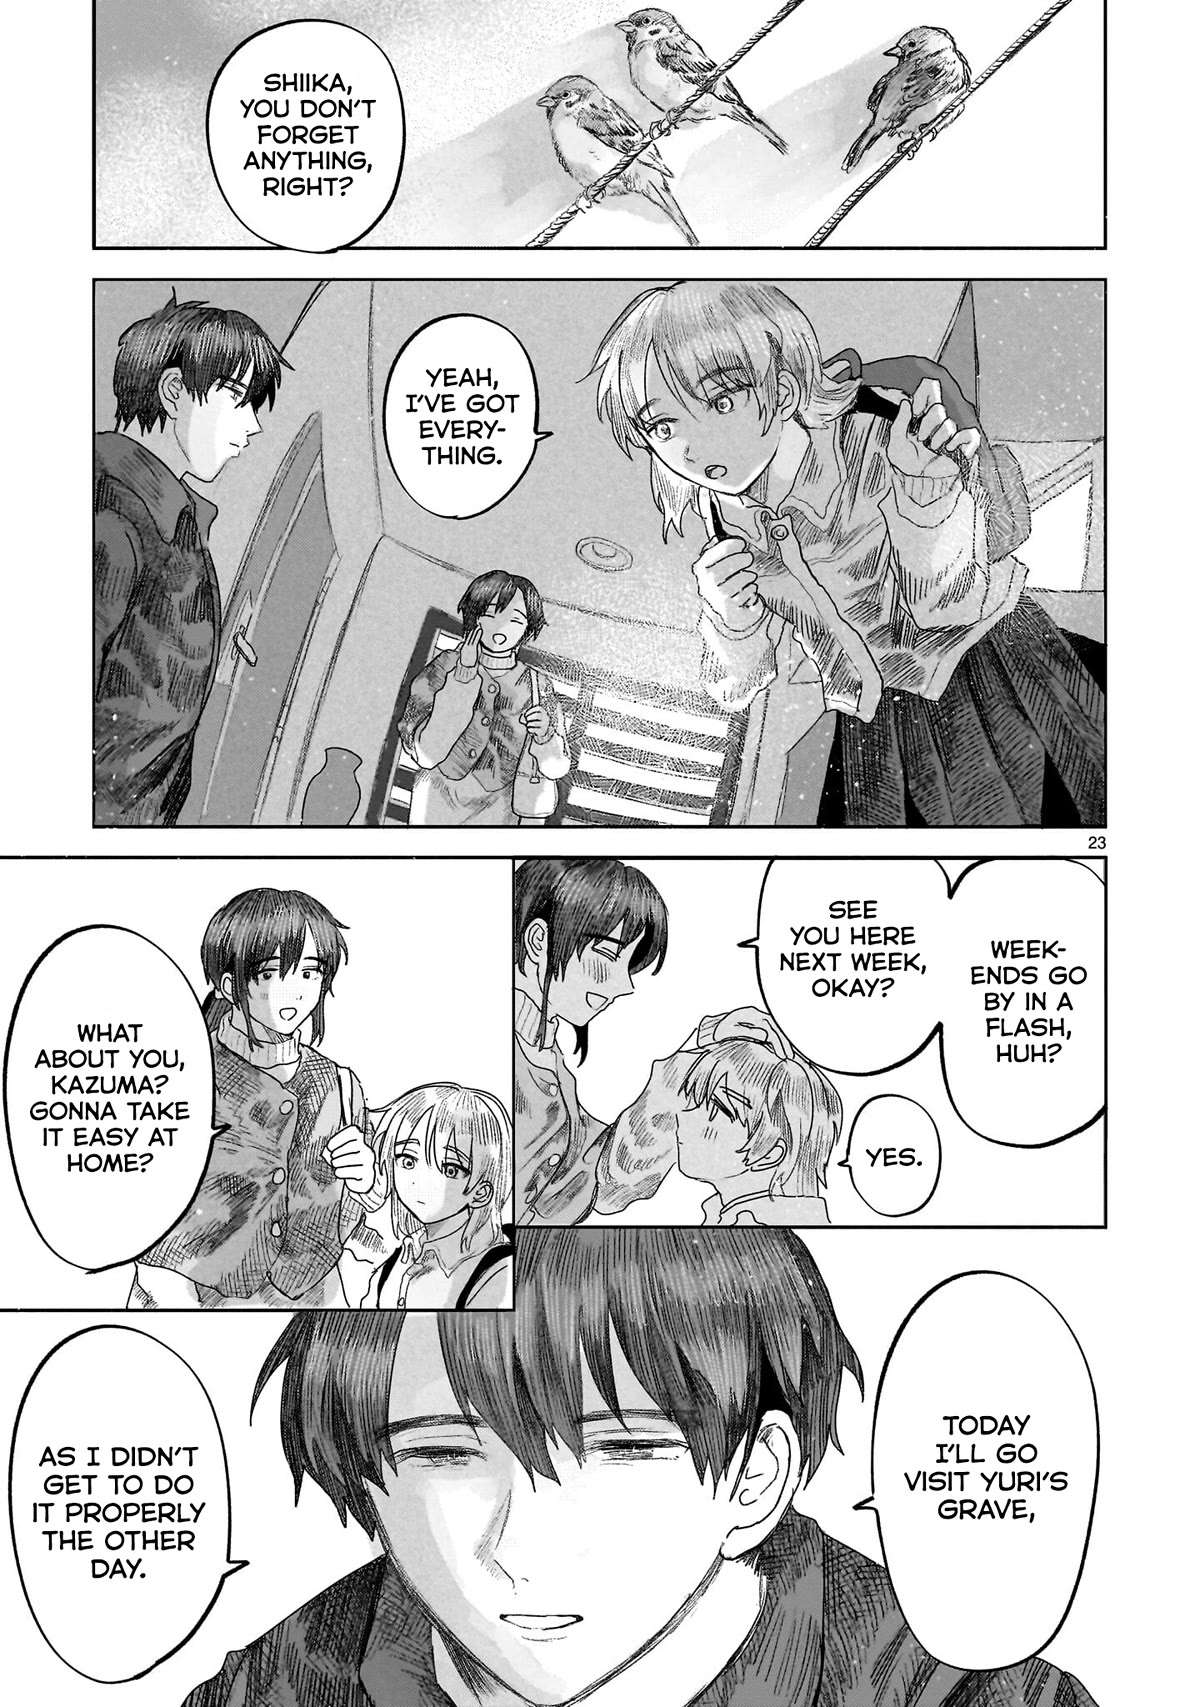 SHIIKA,
YOU DON'T
FORGET
ANYTHING,
RIGHT?
YEAH,
I'VE GOT
EVERY-
THING.
23
WEEK-
ENDS GO
BY IN A
FLASH,
HUH?
SEE
YOU HERE
NEXT WEEK,
OKAY?
YES.
WHAT
ABOUT YOU,
KAZUMA?
GONNA TAKE
IT EASY AT
HOME?
TODAY
I'LL GO
VISIT YURI'S
GRAVE,
AS I DIDN'T
GET TO DO
IT PROPERLY
THE OTHER
DAY.